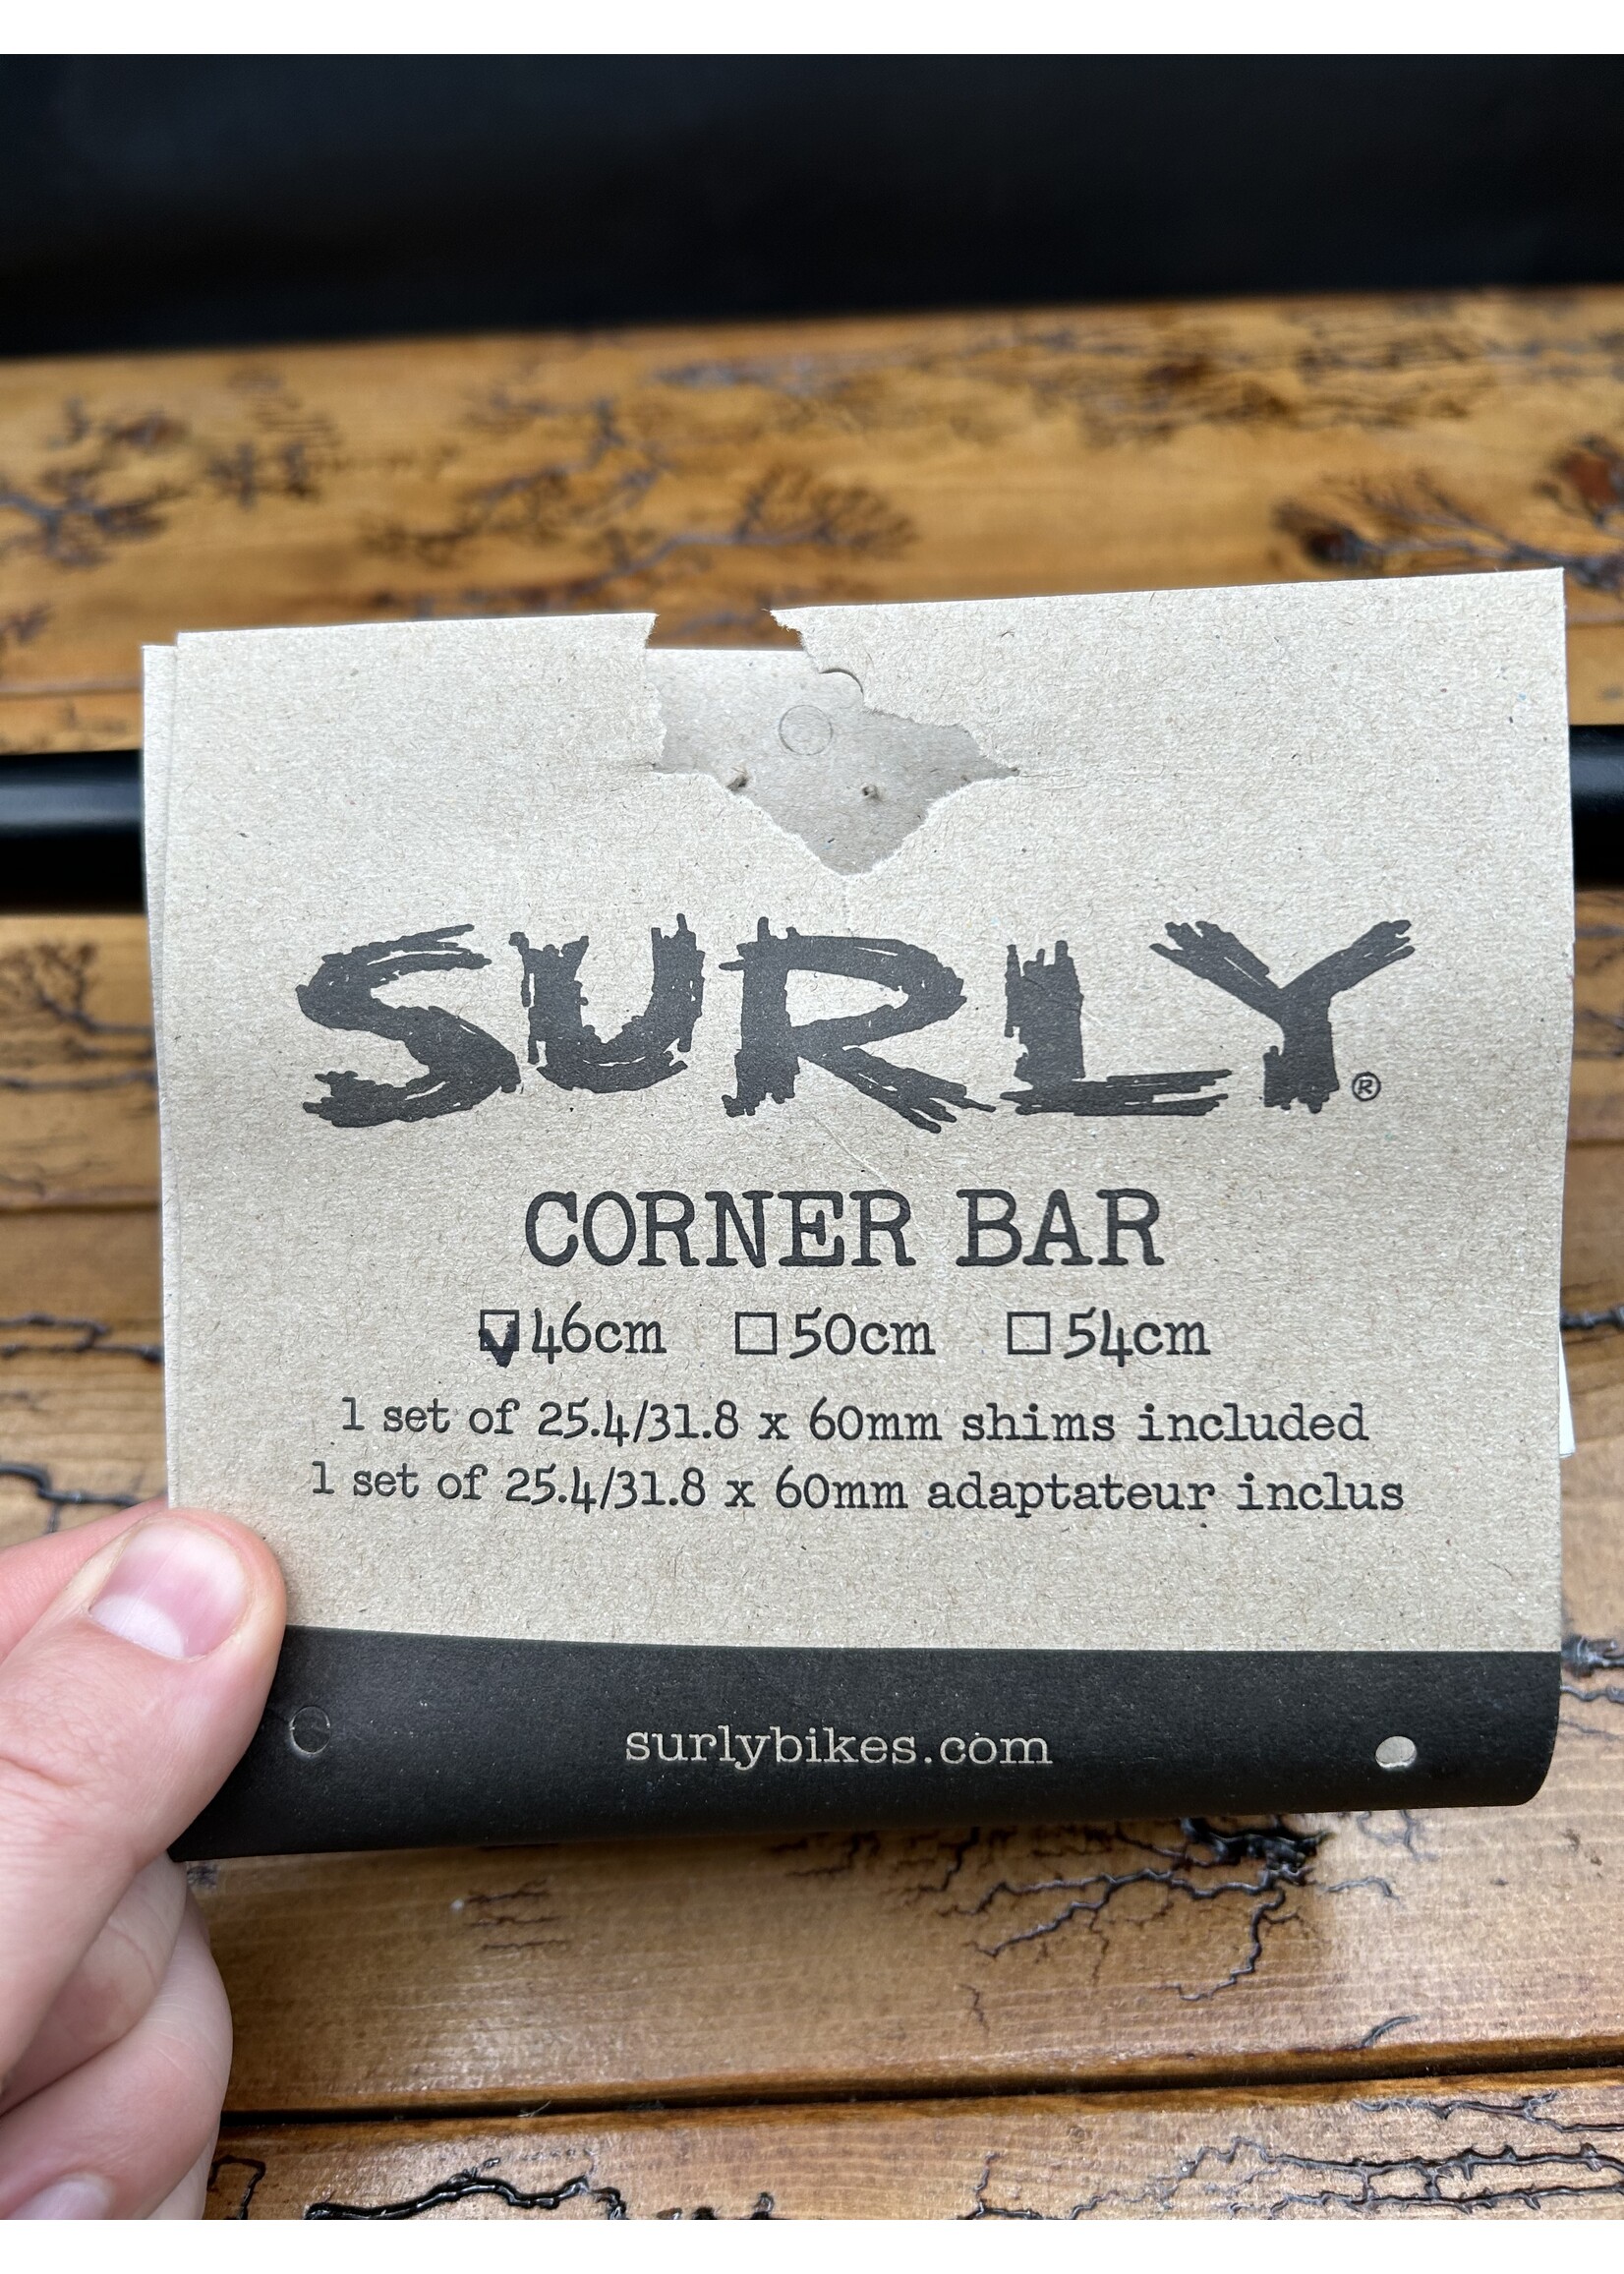 SURLY®
CORNER BAR
☑46cm ☐50cm ☐54cm
1 set of 25.4/31.8 x 60mm shims included
1 set of 25.4/31.8 x 60mm adaptateur inclus
surlybikes.com